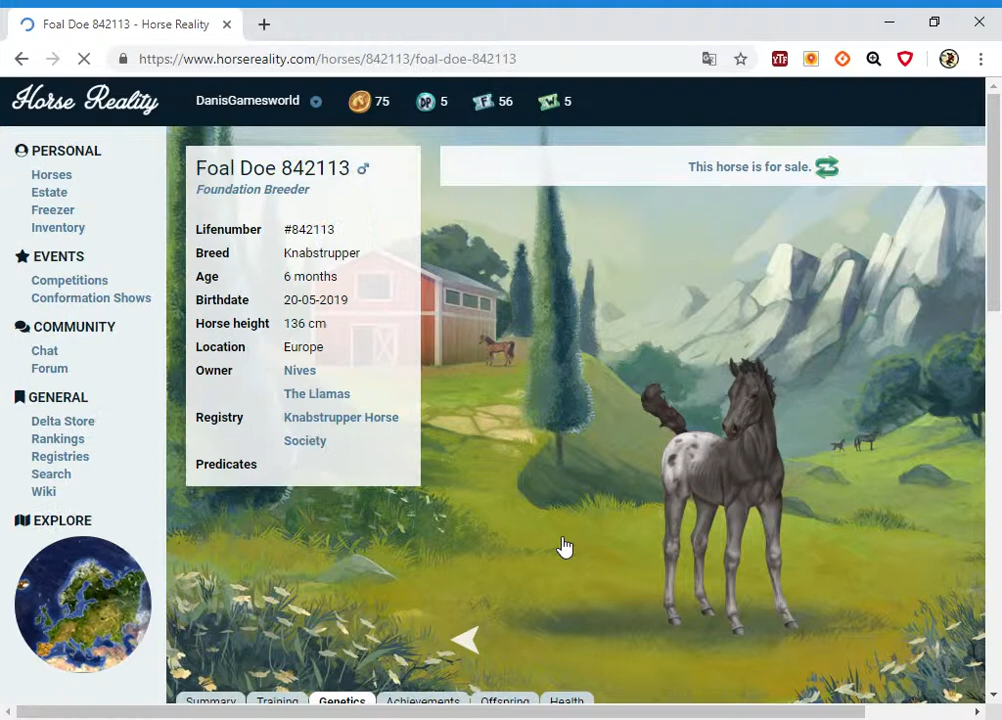 Foal Doe 842113 - Horse Reality
https://www.horsereality.com/horses/842113/foal-doe-842113
YTF
Horse Reality
DanisGamesworld 75 DP 5 56 5
PERSONAL
Horses
Estate
Freezer
Inventory
EVENTS
Competitions
Conformation Shows
COMMUNITY
Chat
Forum
GENERAL
Delta Store
Rankings
Registries
Search
Wiki
EXPLORE
Foal Doe 842113
Foundation Breeder
Lifenumber #842113
Breed Knabstrupper
Age 6 months
Birthdate 20-05-2019
Horse height 136 cm
Location Europe
Owner Nives
The Llamas
Registry Knabstrupper Horse
Society
Predicates
This horse is for sale.
Summary Training Genetics Achievements Offspring Health